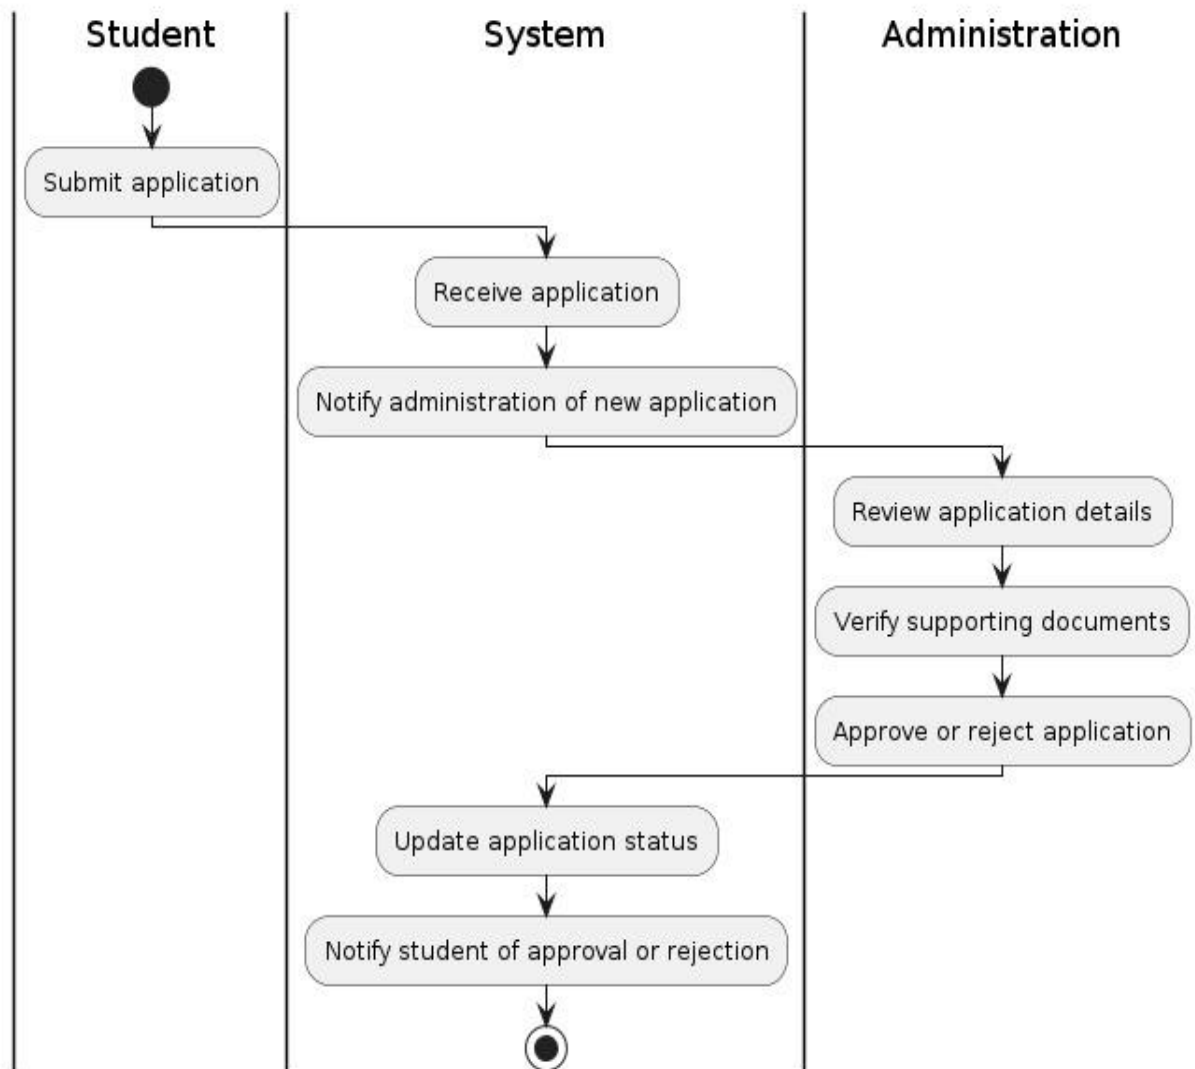 Student
System
Administration
Submit application
Receive application
Notify administration of new application
Review application details
Verify supporting documents
Approve or reject application
Update application status
Notify student of approval or rejection